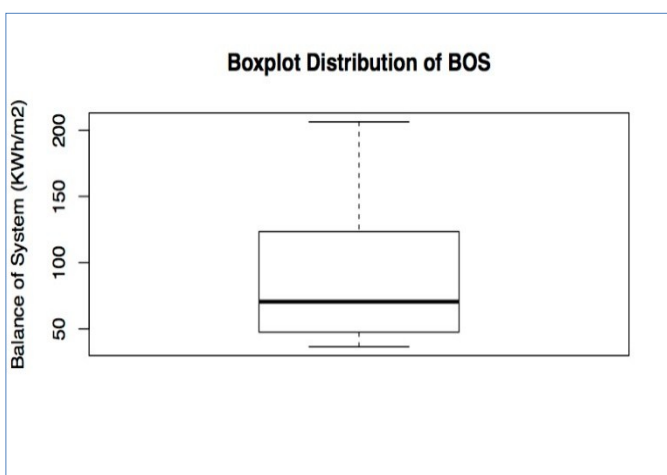 Boxplot Distribution of BOS
Balance of System (KWh/m2)
200
150
100
50